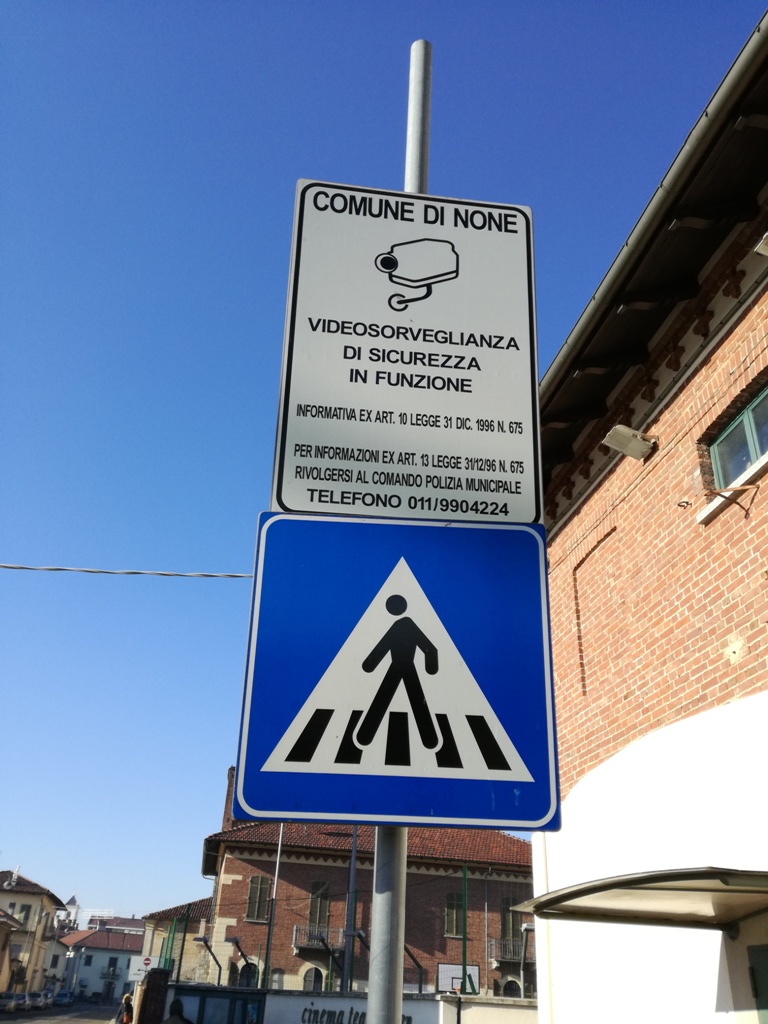 COMUNE DI NONE
VIDEOSORVEGLIANZA
DI SICUREZZA
IN FUNZIONE
INFORMATIVA EX ART. 10 LEGGE 31 DIC. 1996 N. 675
PER INFORMAZIONI EX ART. 13 LEGGE 31/12/96 N. 675
RIVOLGERSI AL COMANDO POLIZIA MUNICIPALE
TELEFONO 011/9904224
cinema